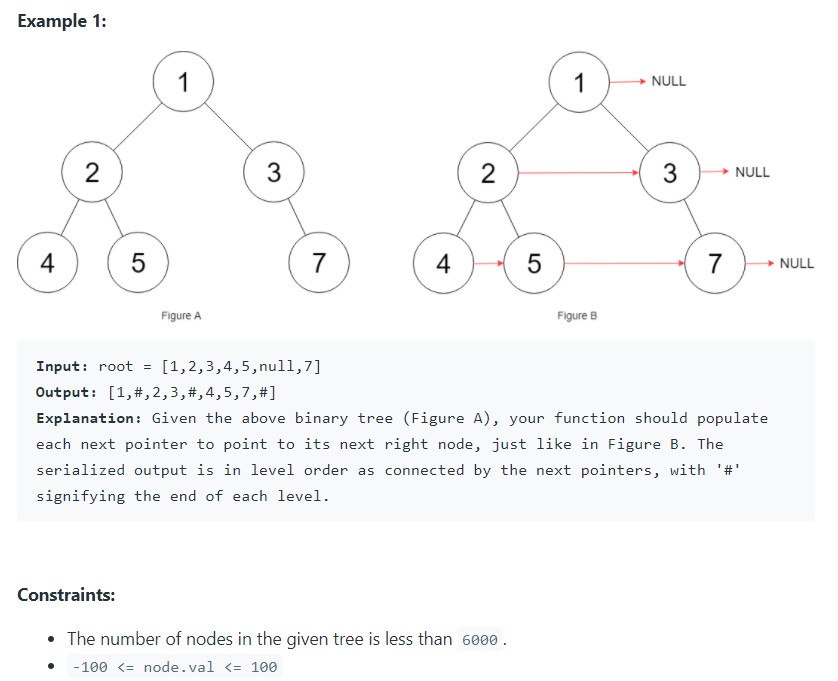 Example 1:
1
1
NULL
2
3
2
3
NULL
4
5
7
4
5
7
NULL
Figure A
Figure B
Input: root = [1,2,3,4,5,null,7]
Output: [1,#,2,3,#,4,5,7,#]
Explanation: Given the above binary tree (Figure A), your function should populate
each next pointer to point to its next right node, just like in Figure B. The
serialized output is in level order as connected by the next pointers, with '#'
signifying the end of each level.
Constraints:
• The number of nodes in the given tree is less than 6000.
• -100 <= node.val <= 100